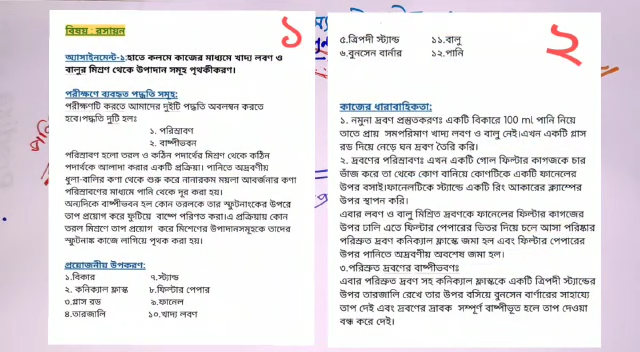 বিষয় : রসায়ন
১
অ্যাসাইনমেন্ট-১:হাতে কলমে কাজের মাধ্যমে খাদ্য লবণ ও
বালুর মিশ্রণ থেকে উপাদান সমূহ পৃথকীকরণ।
পরীক্ষণে ব্যবহৃত পদ্ধতি সমূহ:
পরীক্ষণটি করতে আমাদের দুইটি পদ্ধতি অবলম্বন করতে
হবে।পদ্ধতি দুটি হলঃ
১. পরিস্রাবণ
২. বাষ্পীভবন
পরিস্রাবণ হলো তরল ও কঠিন পদার্থের মিশ্রণ থেকে কঠিন
পদার্থকে আলাদা করার একটি প্রক্রিয়া। পানিতে অদ্রবণীয়
ধুলা-বালির কণা থেকে শুরু করে নানারকম ময়লা আবর্জনার কণা
পরিস্রাবণের মাধ্যমে পানি থেকে দূর করা হয়।
অন্যদিকে বাষ্পীভবন হল কোন তরলকে তার স্ফুটনাংকের উপরে
তাপ প্রয়োগ করে ফুটিয়ে বাষ্পে পরিণত করা।এ প্রক্রিয়ায় কোন
তরল মিশ্রণে তাপ প্রয়োগ করে মিশেণের উপাদানসমূহকে তাদের
স্ফুটনাঙ্ক কাজে লাগিয়ে পৃথক করা হয়।
প্রয়োজনীয় উপকরণ:
১.বিকার ৭.স্ট্যান্ড
২. কনিক্যাল ফ্লাস্ক ৮.ফিল্টার পেপার
৩.গ্লাস রড ৯.ফানেল
৪.তারজালি ১০.খাদ্য লবণ
২
৫.ত্রিপদী স্ট্যান্ড ১১.বালু
৬.বুনসেন বার্নার ১২.পানি
কাজের ধারাবাহিকতা:
১. নমুনা দ্রবণ প্রস্তুতকরণঃ একটি বিকারে 100 ml পানি নিয়ে
তাতে প্রায় সমপরিমাণ খাদ্য লবণ ও বালু নেই।এখন একটি গ্লাস
রড দিয়ে নেড়ে ঘন দ্রবণ তৈরি করি।
২. দ্রবণের পরিস্রাবণঃ এখন একটি গোল ফিল্টার কাগজকে চার
ভাঁজ করে তা থেকে কোণ বানিয়ে কোণটিকে একটি ফানেলের
উপর বসাই।ফানেলটিকে স্ট্যান্ডে একটি রিং আকারের ক্ল্যাম্পের
উপর স্থাপন করি।
এবার লবণ ও বালু মিশ্রিত দ্রবণকে ফানেলের ফিল্টার কাগজের
উপর ঢালি এতে ফিল্টার পেপারের ভিতর দিয়ে চলে আসা পরিষ্কার
পরিস্রুত দ্রবণ কনিক্যাল ফ্লাস্কে জমা হল এবং ফিল্টার পেপারের
উপর পানিতে অদ্রবণীয় অবশেষ জমা হল।
৩.পরিস্রুত দ্রবণের বাষ্পীভবণঃ
এবার পরিস্রুত দ্রবণ সহ কনিক্যাল ফ্লাস্ককে একটি ত্রিপদী স্ট্যান্ডের
উপর তারজালি রেখে তার উপর বসিয়ে বুনসেন বার্ণারের সাহায্যে
তাপ দেই এবং দ্রবণের দ্রাবক সম্পূর্ণ বাষ্পীভূত হলে তাপ দেওয়া
বন্ধ করে দেই।